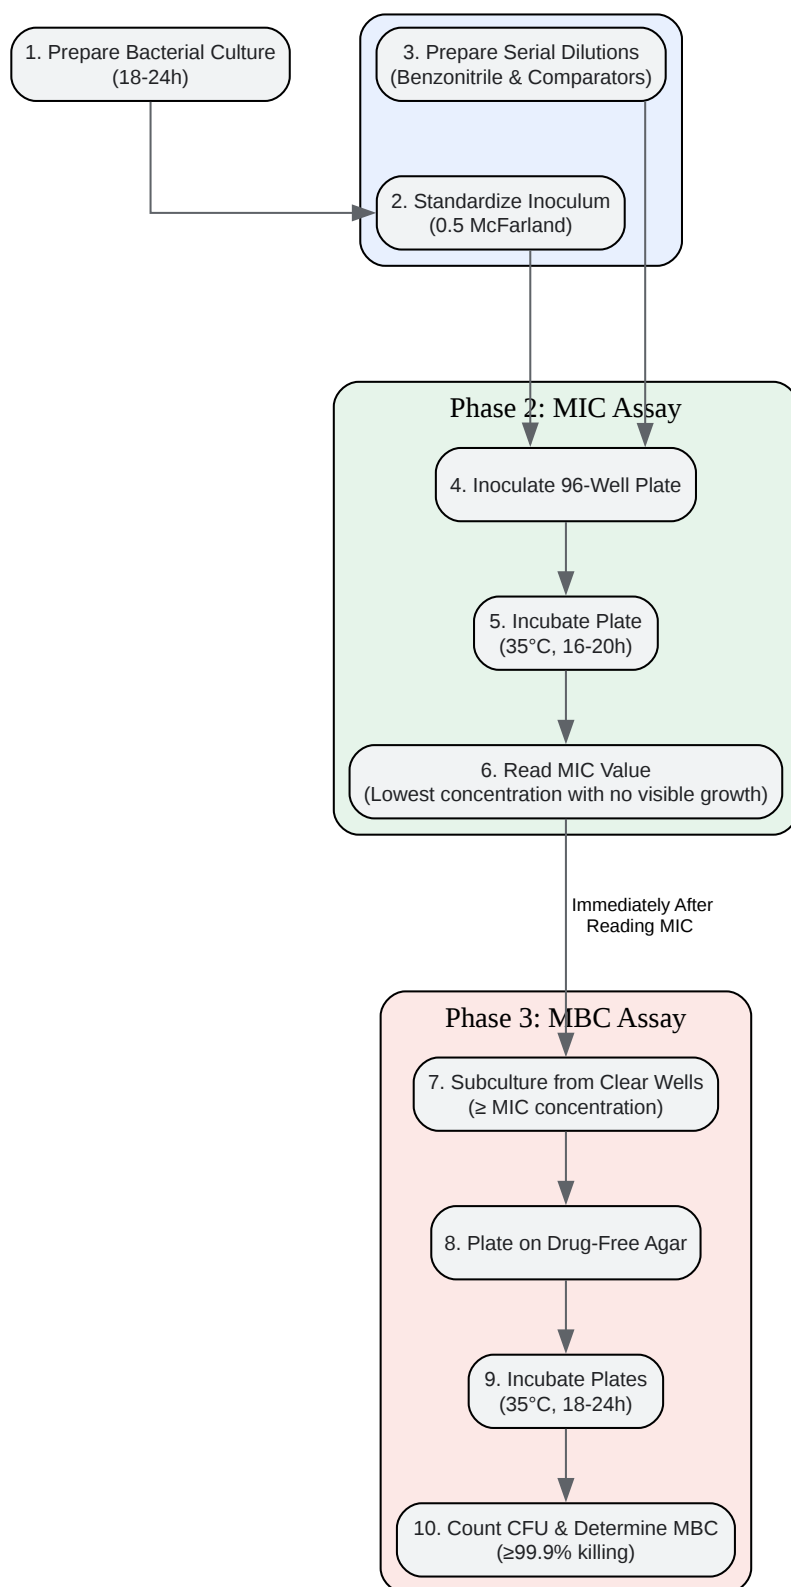 1. Prepare Bacterial Culture
(18-24h)
3. Prepare Serial Dilutions
(Benzonitrile & Comparators)
2. Standardize Inoculum
(0.5 McFarland)
Phase 2: MIC Assay
4. Inoculate 96-Well Plate
5. Incubate Plate
(35°C, 16-20h)
6. Read MIC Value
(Lowest concentration with no visible growth)
Immediately After
Reading MIC
Phase 3: MBC Assay
7. Subculture from Clear Wells
(≥ MIC concentration)
8. Plate on Drug-Free Agar
9. Incubate Plates
(35°C, 18-24h)
10. Count CFU & Determine MBC
(≥99.9% killing)